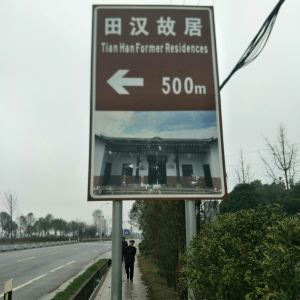 田汉故居
Tian Han Former Residences
500m